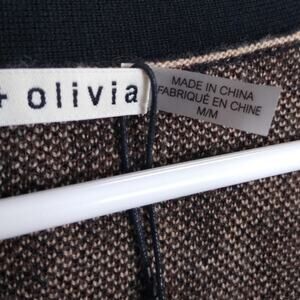 + olivia
MADE IN CHINA
FABRIQUÉ EN CHINE
M/M